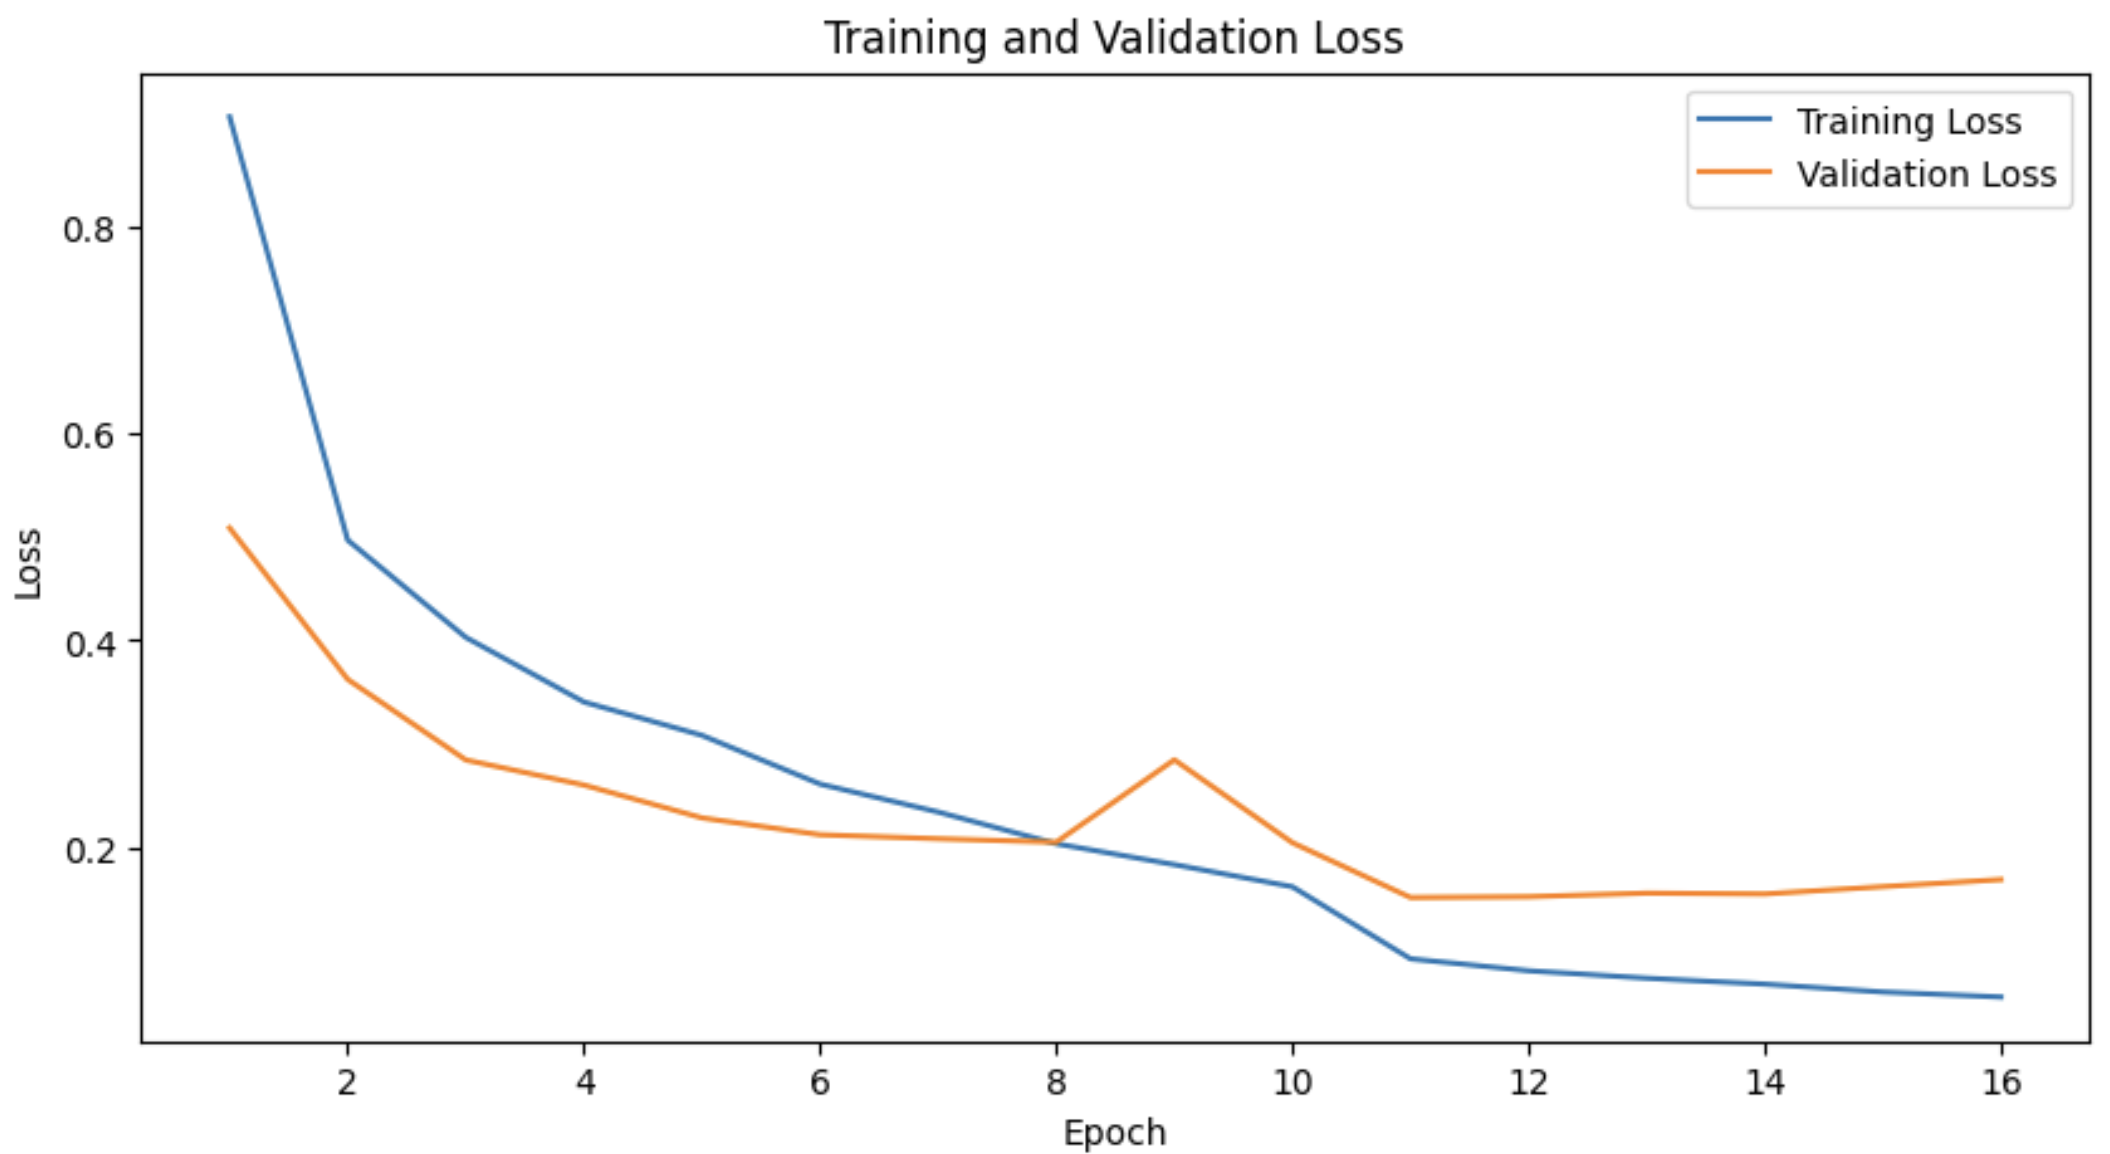 Training and Validation Loss
Training Loss
Validation Loss
0.8
0.6
0.4
0.2
Loss
2 4 6 8 10 12 14 16
Epoch